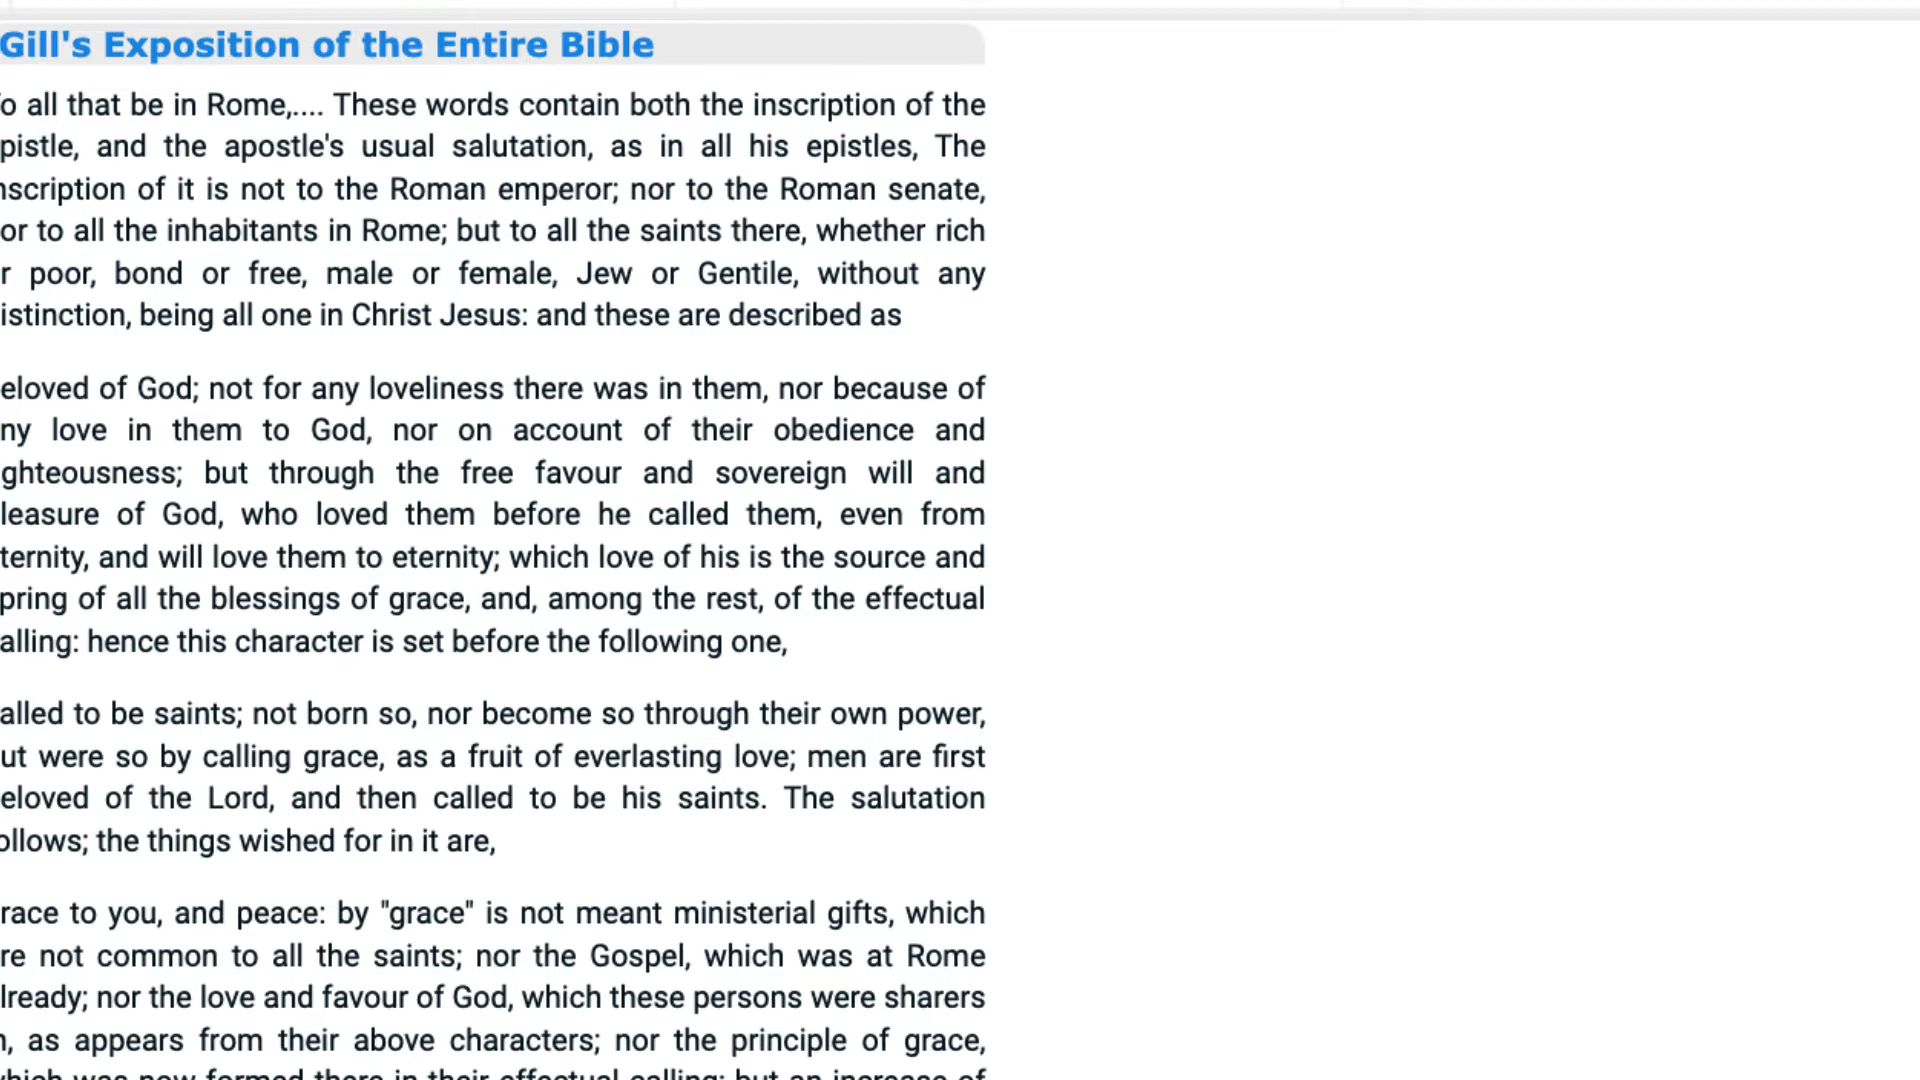 Gill's Exposition of the Entire Bible
o all that be in Rome,.... These words contain both the inscription of the
pistle, and the apostle's usual salutation, as in all his epistles, The
nscription of it is not to the Roman emperor; nor to the Roman senate,
or to all the inhabitants in Rome; but to all the saints there, whether rich
r poor, bond or free, male or female, Jew or Gentile, without any
istinction, being all one in Christ Jesus: and these are described as
eloved of God; not for any loveliness there was in them, nor because of
ny love in them to God, nor on account of their obedience and
ghteousness; but through the free favour and sovereign will and
leasure of God, who loved them before he called them, even from
ternity, and will love them to eternity; which love of his is the source and
pring of all the blessings of grace, and, among the rest, of the effectual
alling: hence this character is set before the following one,
alled to be saints; not born so, nor become so through their own power,
ut were so by calling grace, as a fruit of everlasting love; men are first
eloved of the Lord, and then called to be his saints. The salutation
ollows; the things wished for in it are,
race to you, and peace: by "grace" is not meant ministerial gifts, which
re not common to all the saints; nor the Gospel, which was at Rome
lready; nor the love and favour of God, which these persons were sharers
n, as appears from their above characters; nor the principle of grace,
which was now formed there in their effectual calling; but an increase of